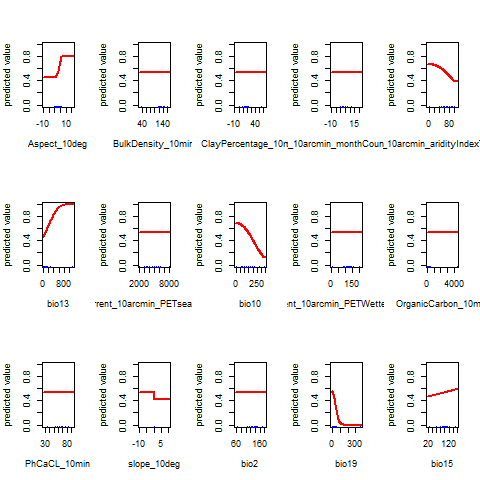 predicted value predicted value predicted value predicted value predicted value
0.0 0.4 0.8 0.0 0.4 0.8 0.0 0.4 0.8 0.0 0.4 0.8 0.0 0.4 0.8
-10 10 40 140 -10 40 -10 15 0 80
Aspect_10deg BulkDensity_10min ClayPercentage_10 n_10arcmin_monthCoun _10arcmin_aridityIndexT
predicted value predicted value predicted value predicted value predicted value
0.0 0.4 0.8 0.0 0.4 0.8 0.0 0.4 0.8 0.0 0.4 0.8 0.0 0.4 0.8
0 800 2000 8000 0 250 0 150 0 4000
bio13 rent_10arcmin_PETsea bio10 ent_10arcmin_PETWette OrganicCarbon_10m
predicted value predicted value predicted value predicted value predicted value
0.0 0.4 0.8 0.0 0.4 0.8 0.0 0.4 0.8 0.0 0.4 0.8 0.0 0.4 0.8
30 80 -10 5 60 160 0 300 20 120
PhCaCL_10min slope_10deg bio2 bio19 bio15